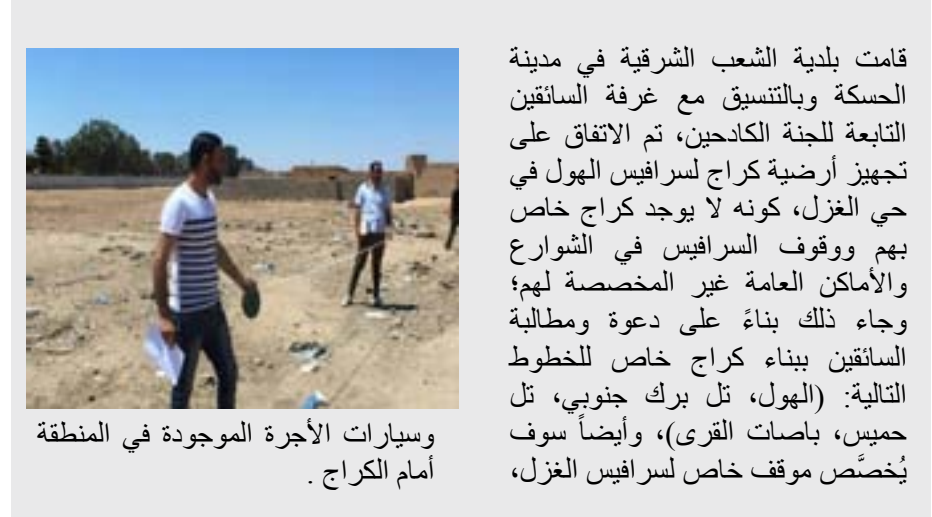 قامت بلدية الشعب الشرقية في مدينة
الحسكة وبالتنسيق مع غرفة السائقين
التابعة للجنة الكادحين، تم الاتفاق على
تجهيز أرضية كراج لسرافيس الهول في
حي الغزل، كونه لا يوجد كراج خاص
بهم ووقوف السرافيس في الشوارع
والأماكن العامة غير المخصصة لهم؛
وجاء ذلك بناءً على دعوة ومطالبة
السائقين ببناء كراج خاص للخطوط
التالية: (الهول، تل برك جنوبي، تل
حميس، باصات القرى)، وأيضاً سوف
يُخصَّص موقف خاص لسرافيس الغزل،
وسيارات الأجرة الموجودة في المنطقة
أمام الكراج .